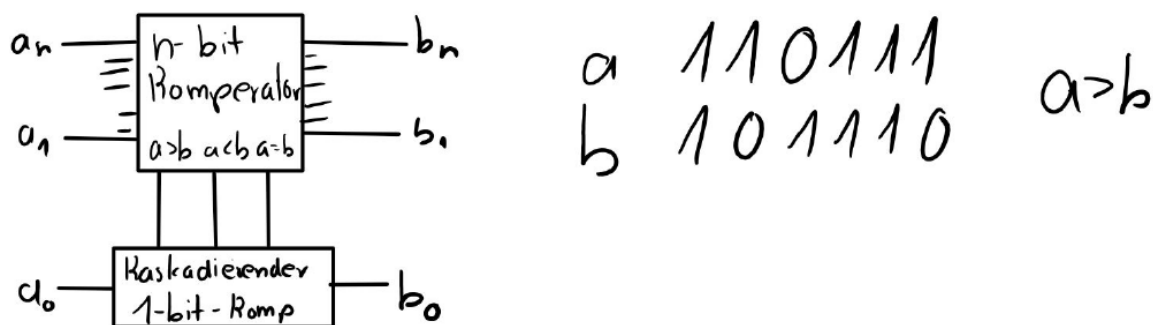 aₙ n-bit bₙ
Komperator
a₁ a>b a<b a=b b₁
a₀ Kaskadierender b₀
1-bit-Komp
a 110111
b 101110
a>b